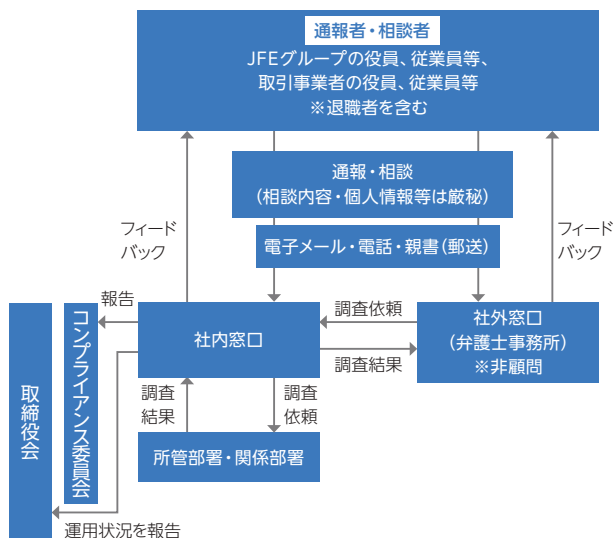 通報者・相談者
JFEグループの役員、従業員等、
取引事業者の役員、従業員等
※退職者を含む
通報・相談
(相談内容・個人情報等は厳秘)
電子メール・電話・親書(郵送)
フィード
バック
フィード
バック
報告
社内窓口
調査依頼
調査結果
社外窓口
(弁護士事務所)
※非顧問
コンプライアンス委員会
取締役会
調査
結果
調査
依頼
所管部署・関係部署
運用状況を報告